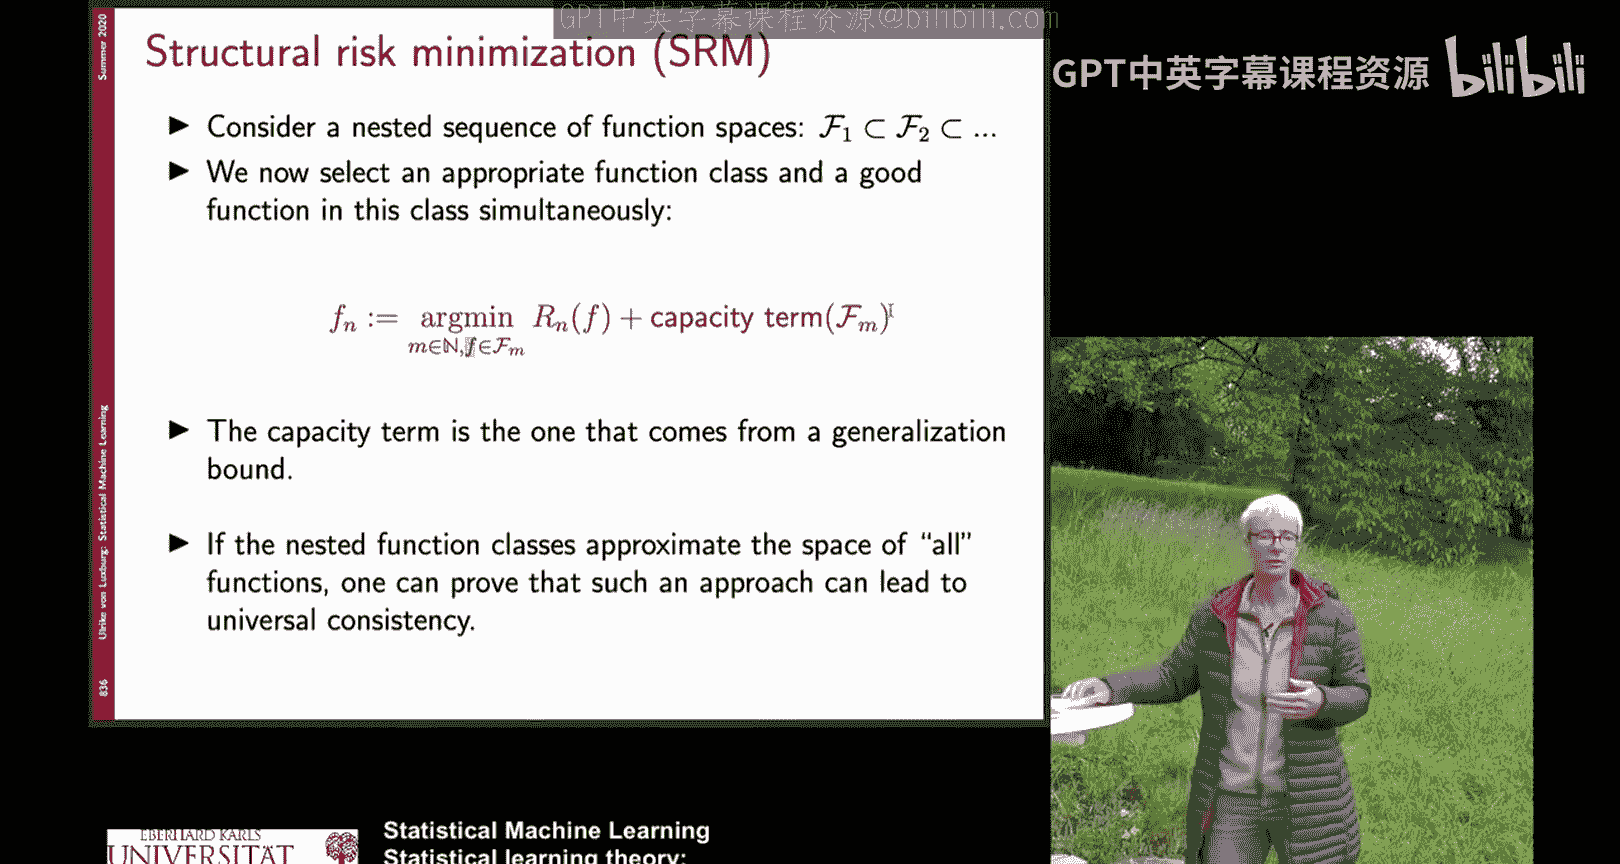 GPT中英字幕课程资源@bilibili.com
GPT中英字幕课程资源 bilibili
Summer 2020
Structural risk minimization (SRM)
▶ Consider a nested sequence of function spaces: ℱ₁ ⊂ ℱ₂ ⊂ ...
▶ We now select an appropriate function class and a good
function in this class simultaneously:
fₙ := argmin Rₙ(f) + capacity term(ℱₘ)
m∈ℕ,f∈ℱₘ
▶ The capacity term is the one that comes from a generalization
bound.
▶ If the nested function classes approximate the space of “all”
functions, one can prove that such an approach can lead to
universal consistency.
Ulrike von Luxburg: Statistical Machine Learning
836
EBERHARD KARLS
UNIVERSITÄT
Statistical Machine Learning
Statistical learning theory: